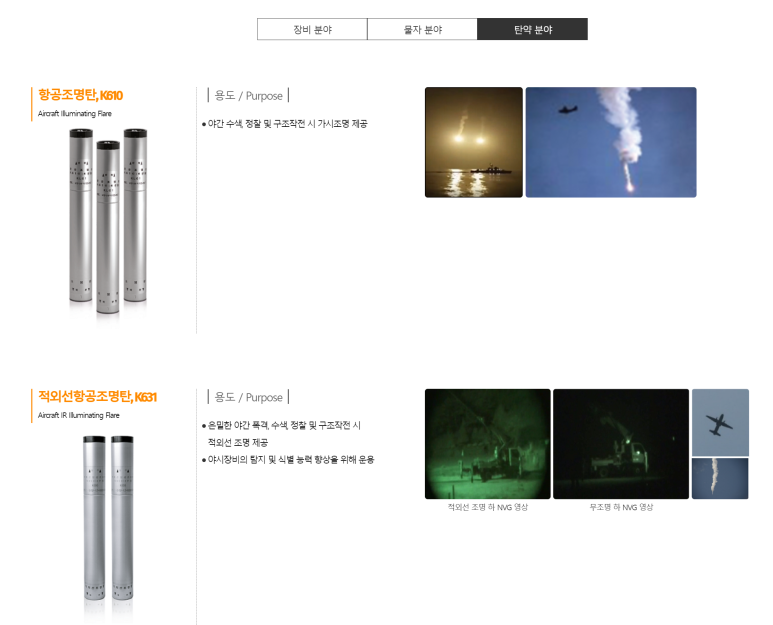 장비 분야
물자 분야
탄약 분야
항공조명탄, K610
Aircraft Illuminating Flare
용도 / Purpose
● 야간 수색, 정찰 및 구조작전 시 가시조명 제공
적외선항공조명탄, K631
Aircraft IR Illuminating Flare
용도 / Purpose
● 은밀한 야간 폭격, 수색, 정찰 및 구조작전 시
적외선 조명 제공
● 야시장비의 탐지 및 식별 능력 향상을 위해 운용
적외선 조명 하 NVG 영상
무조명 하 NVG 영상